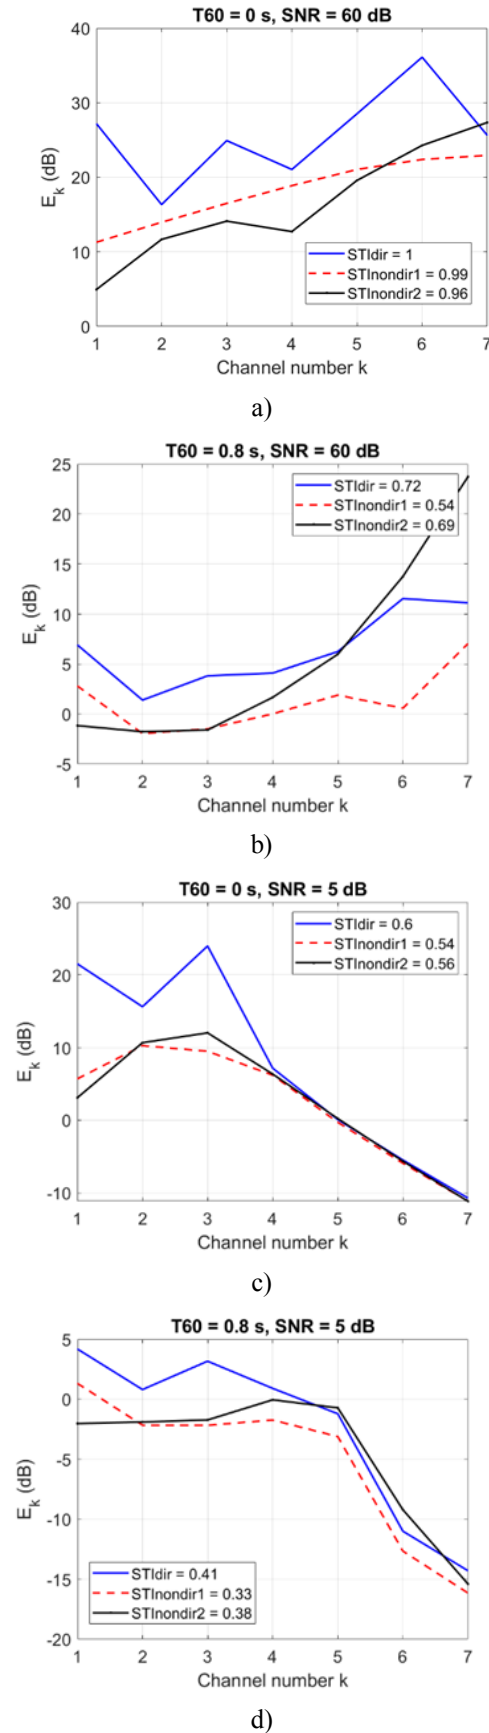 T60 = 0 s, SNR = 60 dB
40
30
20
10
0
E_k (dB)
STIdir = 1
STInondir1 = 0.99
STInondir2 = 0.96
1 2 3 4 5 6 7
Channel number k
a)
T60 = 0.8 s, SNR = 60 dB
25
20
15
10
5
0
-5
E_k (dB)
STIdir = 0.72
STInondir1 = 0.54
STInondir2 = 0.69
1 2 3 4 5 6 7
Channel number k
b)
T60 = 0 s, SNR = 5 dB
30
20
10
0
-10
E_k (dB)
STIdir = 0.6
STInondir1 = 0.54
STInondir2 = 0.56
1 2 3 4 5 6 7
Channel number k
c)
T60 = 0.8 s, SNR = 5 dB
5
0
-5
-10
-15
-20
E_k (dB)
STIdir = 0.41
STInondir1 = 0.33
STInondir2 = 0.38
1 2 3 4 5 6 7
Channel number k
d)